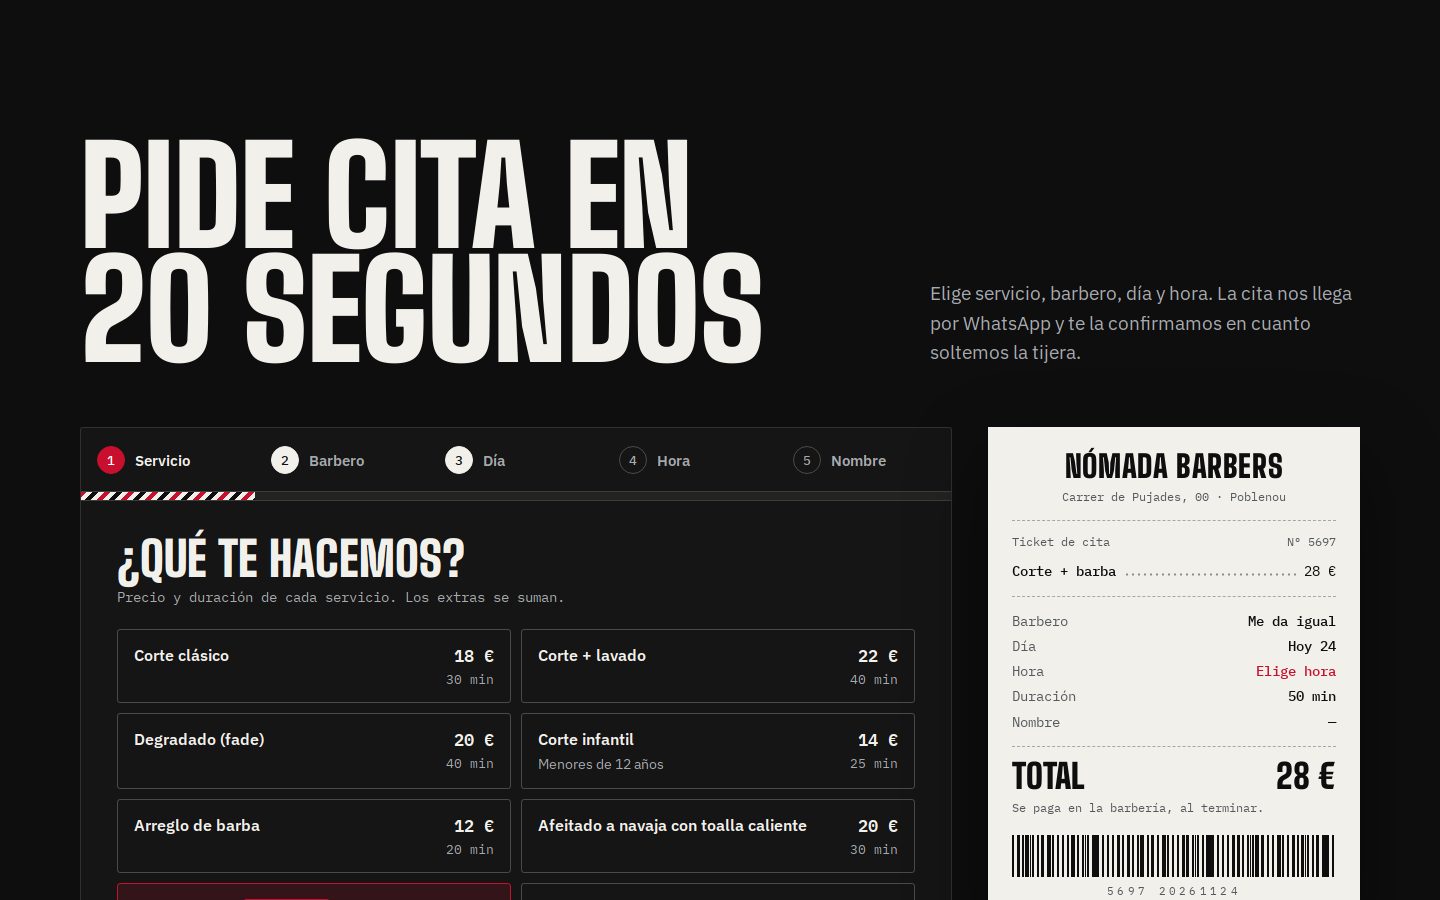 PIDE CITA EN
20 SEGUNDOS
Elige servicio, barbero, día y hora. La cita nos llega
por WhatsApp y te la confirmamos en cuanto
soltemos la tijera.
1 Servicio
2 Barbero
3 Día
4 Hora
5 Nombre
¿QUÉ TE HACEMOS?
Precio y duración de cada servicio. Los extras se suman.
Corte clásico 18 €
30 min
Corte + lavado 22 €
40 min
Degradado (fade) 20 €
40 min
Corte infantil 14 €
Menores de 12 años 25 min
Arreglo de barba 12 €
20 min
Afeitado a navaja con toalla caliente 20 €
30 min
NÓMADA BARBERS
Carrer de Pujades, 00 · Poblenou
Ticket de cita Nº 5697
Corte + barba 28 €
Barbero Me da igual
Día Hoy 24
Hora Elige hora
Duración 50 min
Nombre —
TOTAL 28 €
Se paga en la barbería, al terminar.
5697 20261124